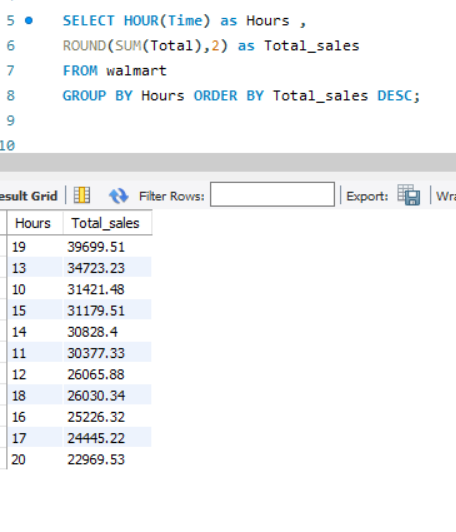 5 SELECT HOUR(Time) as Hours ,
6 ROUND(SUM(Total),2) as Total_sales
7 FROM walmart
8 GROUP BY Hours ORDER BY Total_sales DESC;
9
10
esult Grid Filter Rows: Export: Wra
Hours Total_sales
19 39699.51
13 34723.23
10 31421.48
15 31179.51
14 30828.4
11 30377.33
12 26065.88
18 26030.34
16 25226.32
17 24445.22
20 22969.53